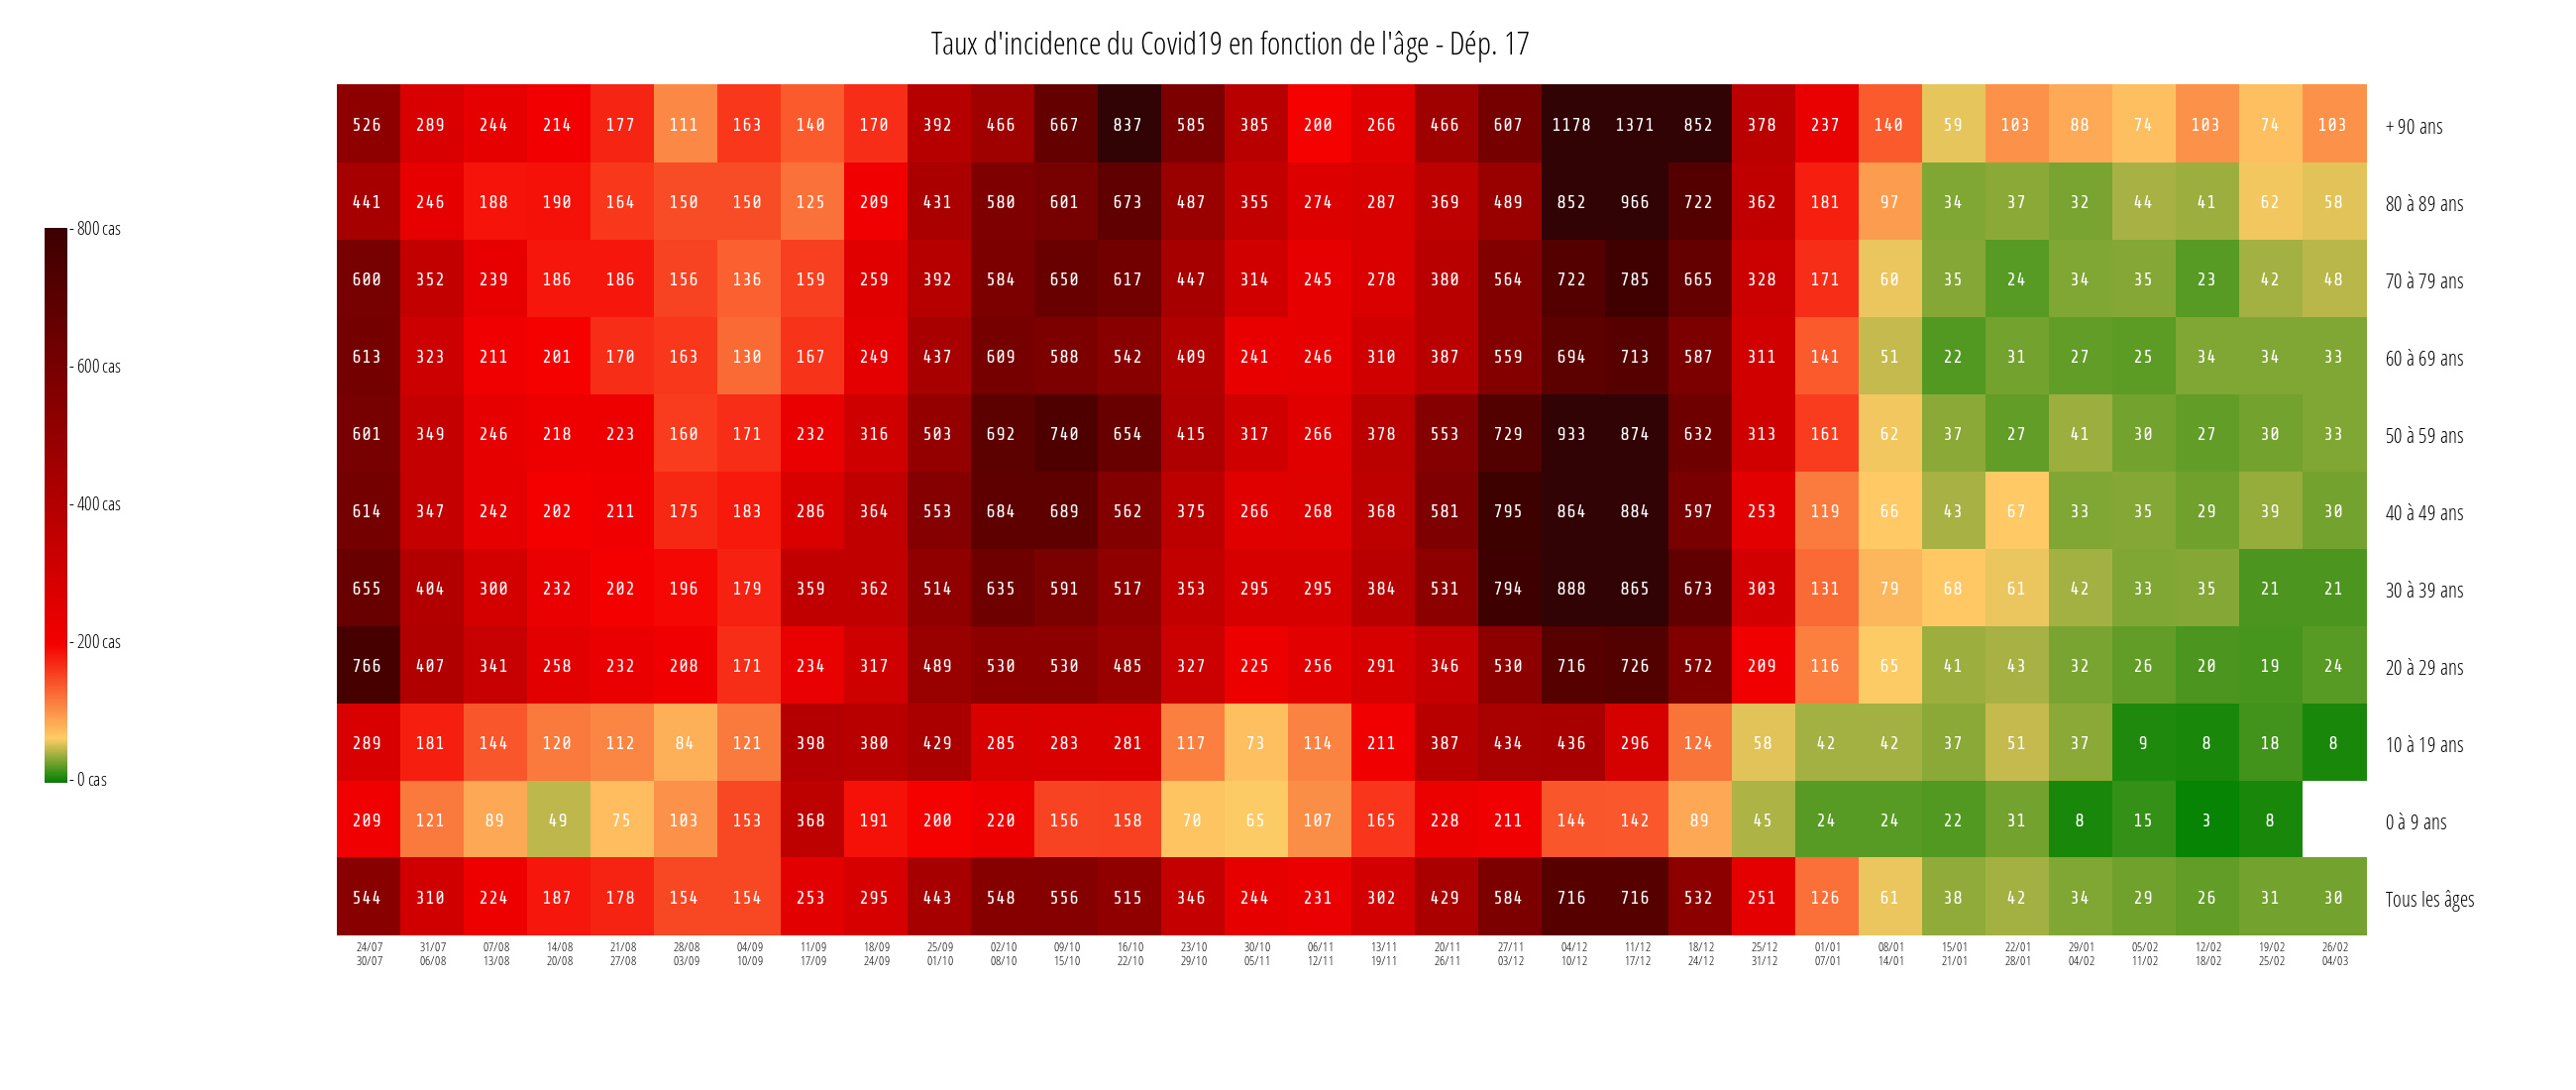 Taux d'incidence du Covid19 en fonction de l'âge - Dép. 17
526 289 244 214 177 111 163 140 170 392 466 667 837 585 385 200 266 466 607 1178 1371 852 378 237 140 59 103 88 74 103 74 103 + 90 ans
441 246 188 190 164 150 150 125 209 431 580 601 673 487 355 274 287 369 489 852 966 722 362 181 97 34 37 32 44 41 62 58 80 à 89 ans
- 800 cas
600 352 239 186 186 156 136 159 259 392 584 650 617 447 314 245 278 380 564 722 785 665 328 171 60 35 24 34 35 23 42 48 70 à 79 ans
613 323 211 201 170 163 130 167 249 437 609 588 542 409 241 246 310 387 559 694 713 587 311 141 51 22 31 27 25 34 34 33 60 à 69 ans
- 600 cas
601 349 246 218 223 160 171 232 316 503 692 740 654 415 317 266 378 553 729 933 874 632 313 161 62 37 27 41 30 27 30 33 50 à 59 ans
- 400 cas
614 347 242 202 211 175 183 286 364 553 684 689 562 375 266 268 368 581 795 864 884 597 253 119 66 43 67 33 35 29 39 30 40 à 49 ans
655 404 300 232 202 196 179 359 362 514 635 591 517 353 295 295 384 531 794 888 865 673 303 131 79 68 61 42 33 35 21 21 30 à 39 ans
- 200 cas
766 407 341 258 232 208 171 234 317 489 530 530 485 327 225 256 291 346 530 716 726 572 209 116 65 41 43 32 26 20 19 24 20 à 29 ans
289 181 144 120 112 84 121 398 380 429 285 283 281 117 73 114 211 387 434 436 296 124 58 42 42 37 51 37 9 8 18 8 10 à 19 ans
- 0 cas
209 121 89 49 75 103 153 368 191 200 220 156 158 70 65 107 165 228 211 144 142 89 45 24 24 22 31 8 15 3 8 0 à 9 ans
544 310 224 187 178 154 154 253 295 443 548 556 515 346 244 231 302 429 584 716 716 532 251 126 61 38 42 34 29 26 31 30 Tous les âges
24/07 31/07 07/08 14/08 21/08 28/08 04/09 11/09 18/09 25/09 02/10 09/10 16/10 23/10 30/10 06/11 13/11 20/11 27/11 04/12 11/12 18/12 25/12 01/01 08/01 15/01 22/01 29/01 05/02 12/02 19/02 26/02
30/07 06/08 13/08 20/08 27/08 03/09 10/09 17/09 24/09 01/10 08/10 15/10 22/10 29/10 05/11 12/11 19/11 26/11 03/12 10/12 17/12 24/12 31/12 07/01 14/01 21/01 28/01 04/02 11/02 18/02 25/02 04/03